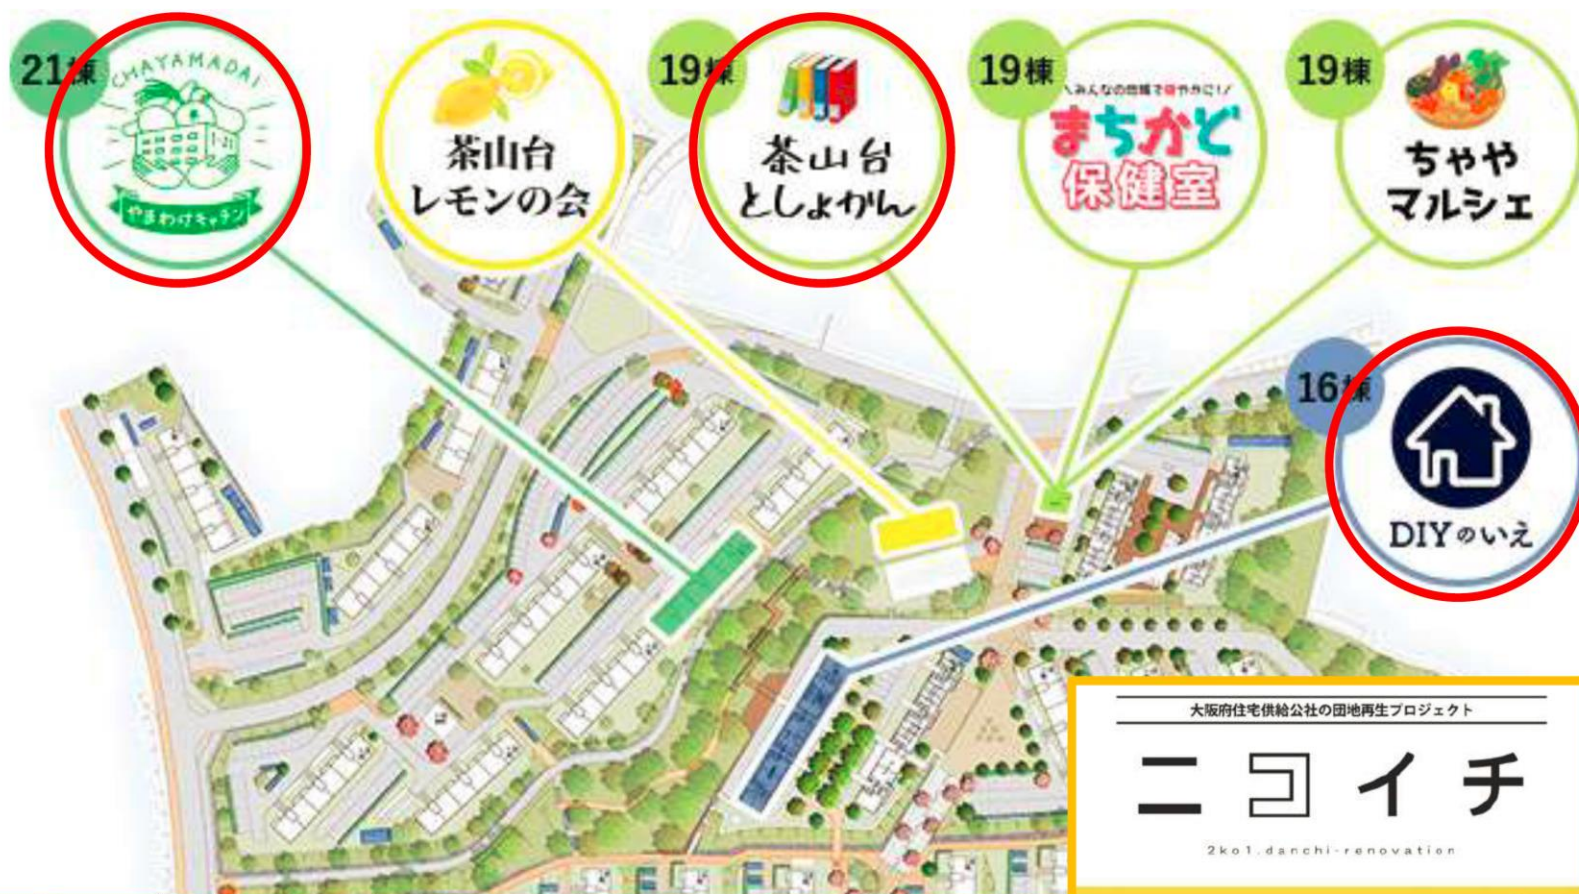 21棟
CHAYAMADAI
1-21
やまわけキッチン
茶山台
レモンの会
19棟
茶山台
としょかん
19棟
＼みんなの団地で健やかに！／
まちかど
保健室
19棟
ちゃや
マルシェ
16棟
DIYのいえ
大阪府住宅供給公社の団地再生プロジェクト
ニコイチ
2ko1.danchi-renovation